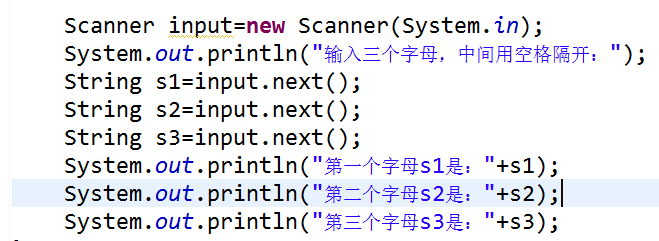 Scanner input=new Scanner(System.in);
System.out.println("输入三个字母，中间用空格隔开：");
String s1=input.next();
String s2=input.next();
String s3=input.next();
System.out.println("第一个字母s1是："+s1);
System.out.println("第二个字母s2是："+s2);
System.out.println("第三个字母s3是："+s3);